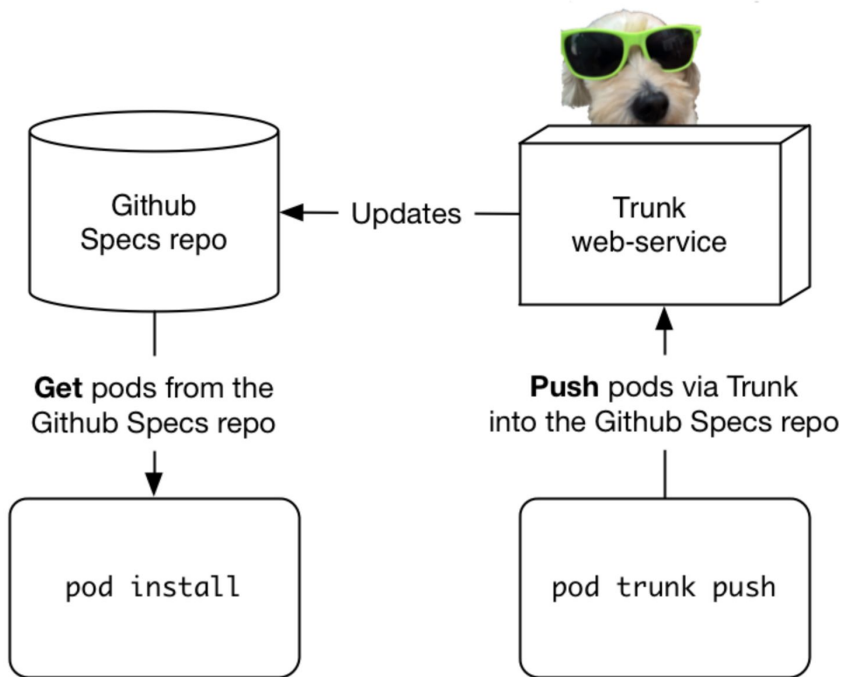 Github
Specs repo
Updates
Trunk
web-service
Get pods from the
Github Specs repo
Push pods via Trunk
into the Github Specs repo
pod install
pod trunk push